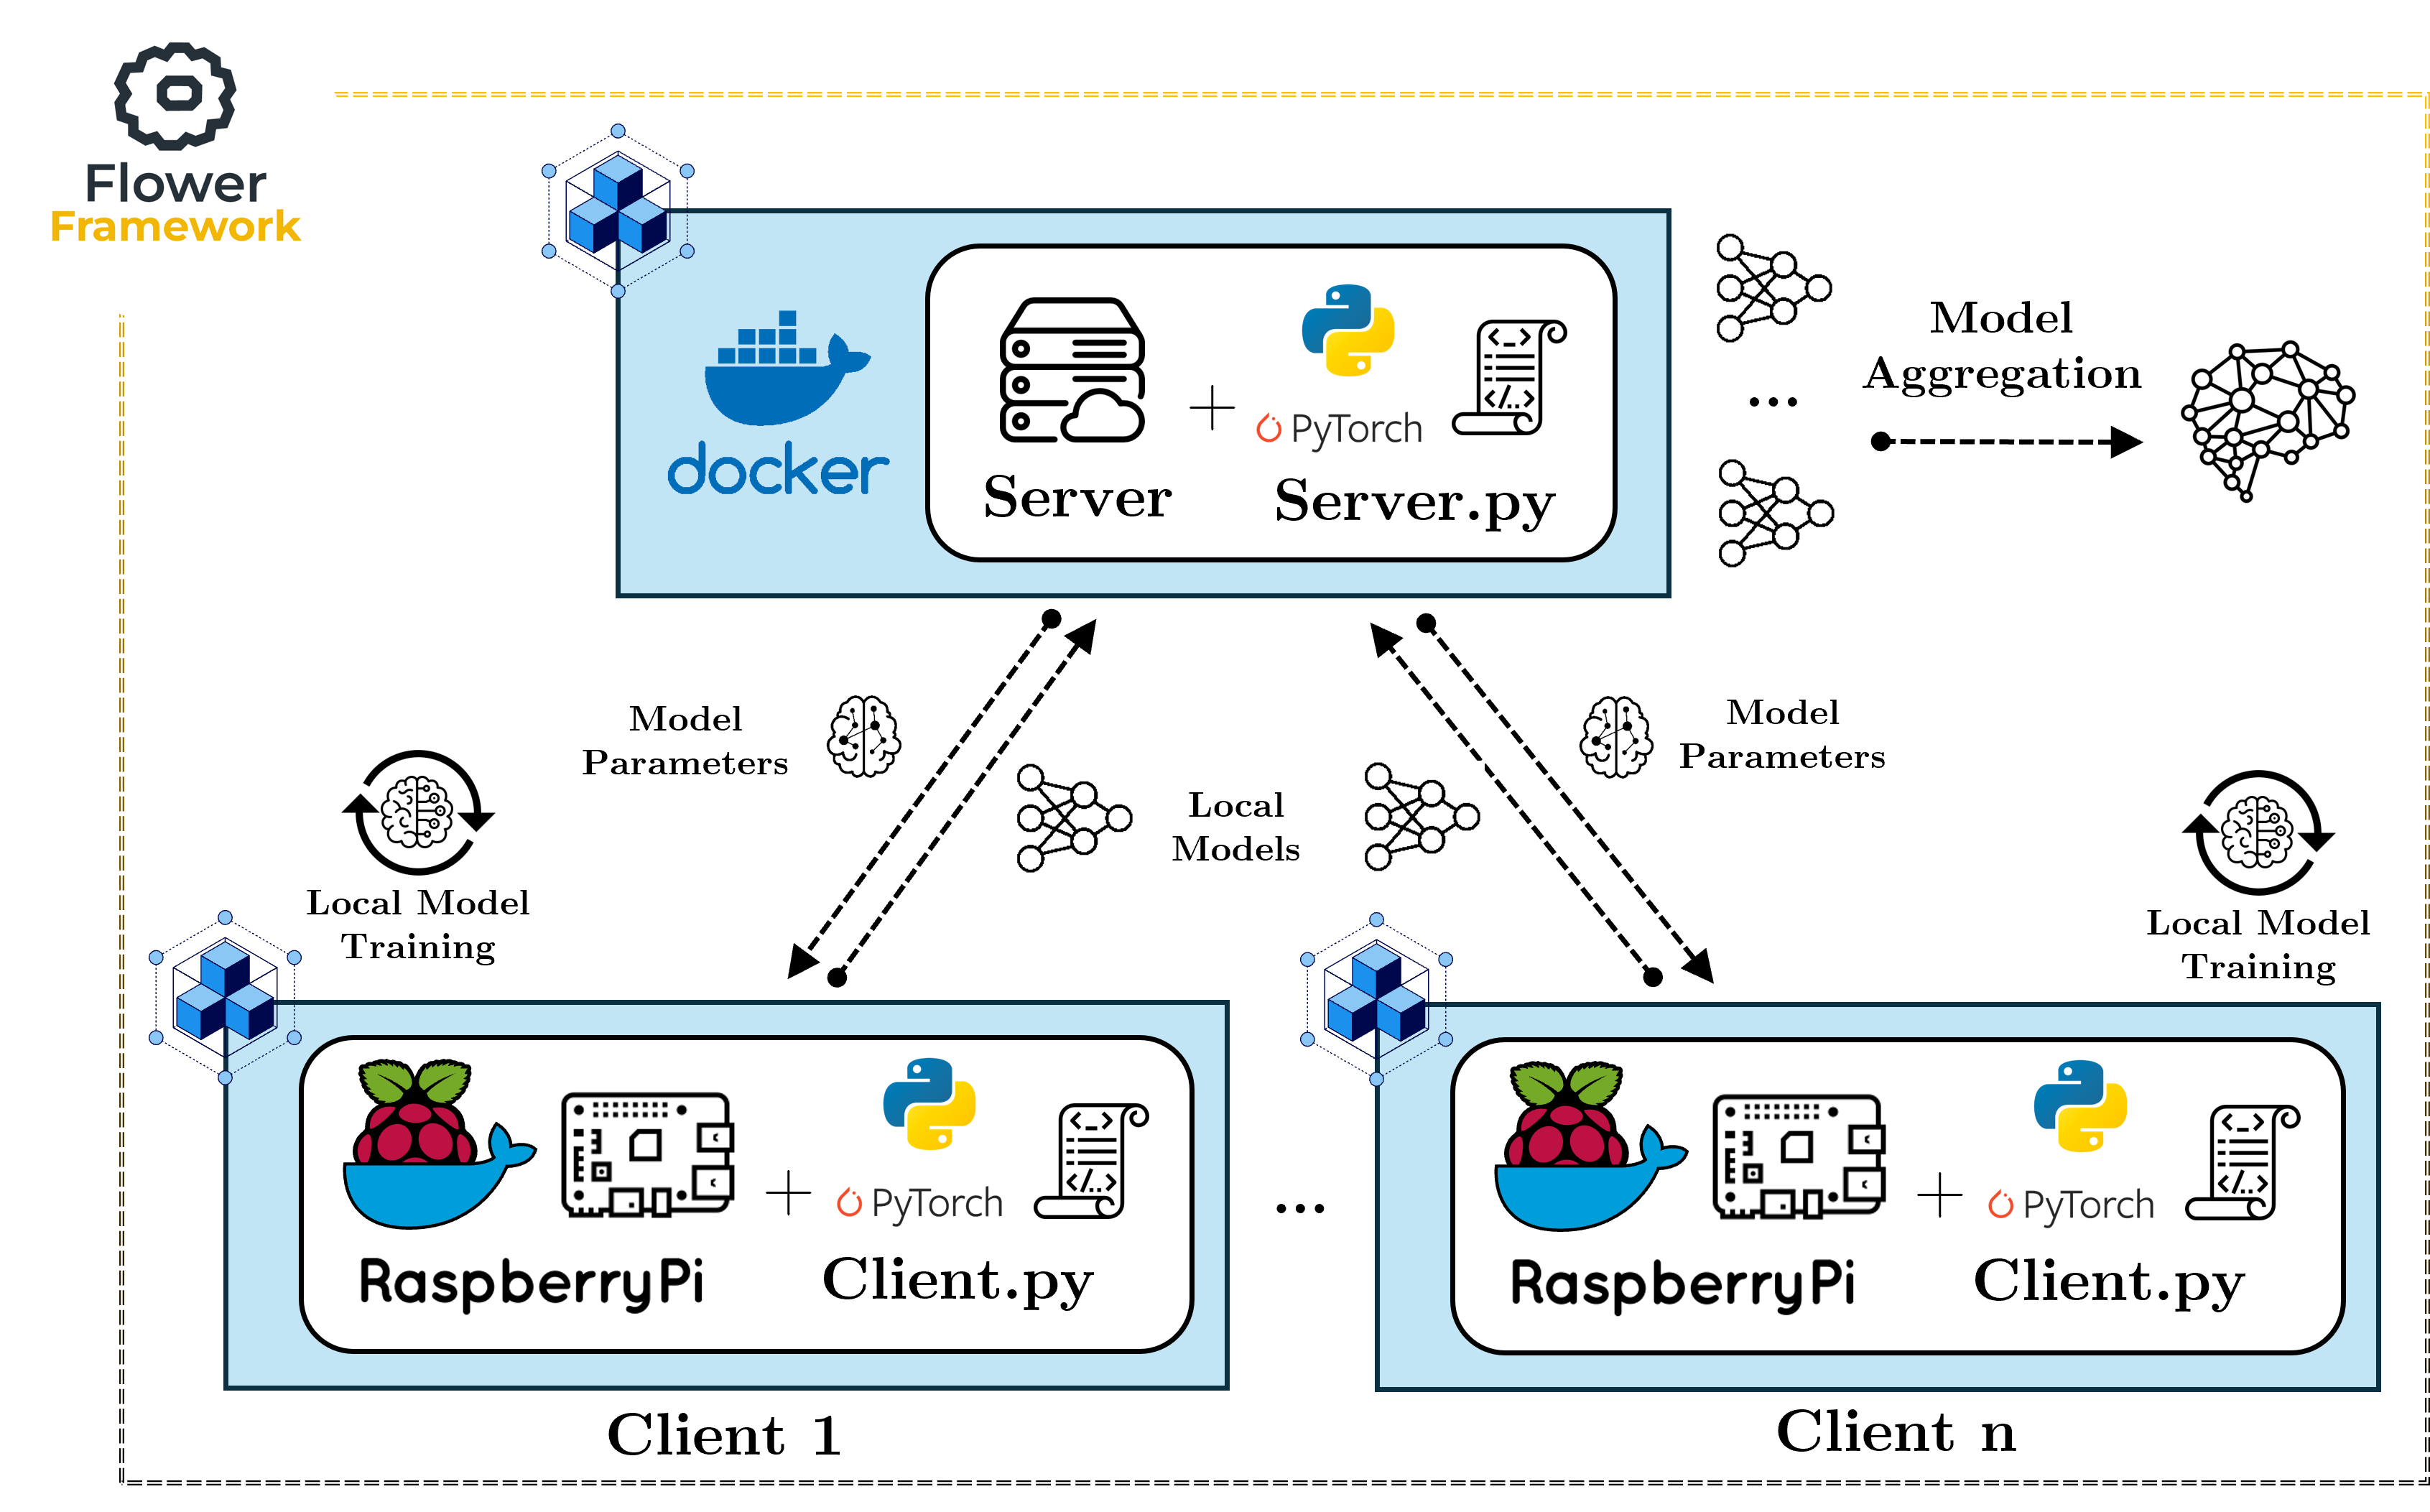 Flower
Framework
docker
Server
+
PyTorch
Server.py
<_>
</..>
...
Model
Aggregation
Model
Parameters
Local
Models
Model
Parameters
Local Model
Training
Local Model
Training
RaspberryPi
+
PyTorch
Client.py
<_>
</..>
...
RaspberryPi
+
PyTorch
Client.py
<_>
</..>
Client 1
Client n